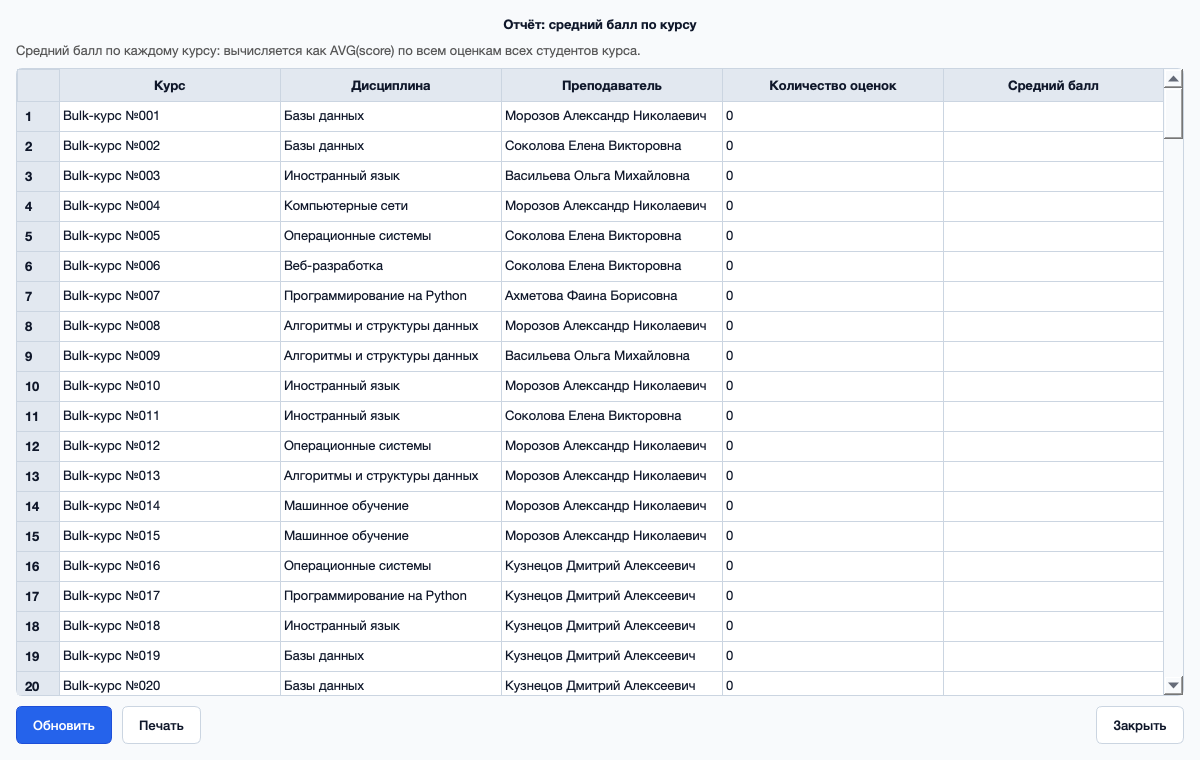 Отчёт: средний балл по курсу
Средний балл по каждому курсу: вычисляется как AVG(score) по всем оценкам всех студентов курса.
Курс Дисциплина Преподаватель Количество оценок Средний балл
1 Bulk-курс №001 Базы данных Морозов Александр Николаевич 0
2 Bulk-курс №002 Базы данных Соколова Елена Викторовна 0
3 Bulk-курс №003 Иностранный язык Васильева Ольга Михайловна 0
4 Bulk-курс №004 Компьютерные сети Морозов Александр Николаевич 0
5 Bulk-курс №005 Операционные системы Соколова Елена Викторовна 0
6 Bulk-курс №006 Веб-разработка Соколова Елена Викторовна 0
7 Bulk-курс №007 Программирование на Python Ахметова Фаина Борисовна 0
8 Bulk-курс №008 Алгоритмы и структуры данных Морозов Александр Николаевич 0
9 Bulk-курс №009 Алгоритмы и структуры данных Васильева Ольга Михайловна 0
10 Bulk-курс №010 Иностранный язык Морозов Александр Николаевич 0
11 Bulk-курс №011 Иностранный язык Соколова Елена Викторовна 0
12 Bulk-курс №012 Операционные системы Морозов Александр Николаевич 0
13 Bulk-курс №013 Алгоритмы и структуры данных Морозов Александр Николаевич 0
14 Bulk-курс №014 Машинное обучение Морозов Александр Николаевич 0
15 Bulk-курс №015 Машинное обучение Морозов Александр Николаевич 0
16 Bulk-курс №016 Операционные системы Кузнецов Дмитрий Алексеевич 0
17 Bulk-курс №017 Программирование на Python Кузнецов Дмитрий Алексеевич 0
18 Bulk-курс №018 Иностранный язык Кузнецов Дмитрий Алексеевич 0
19 Bulk-курс №019 Базы данных Кузнецов Дмитрий Алексеевич 0
20 Bulk-курс №020 Базы данных Кузнецов Дмитрий Алексеевич 0
Обновить Печать Закрыть